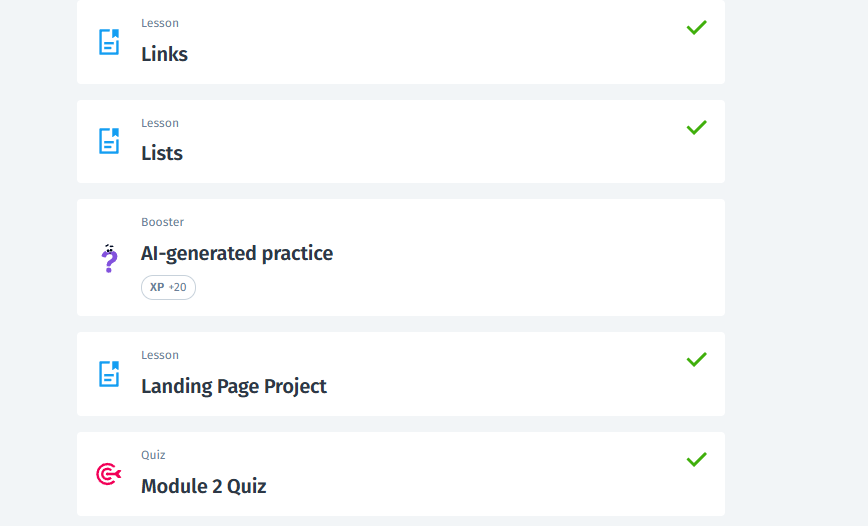 Lesson
Links
Lesson
Lists
Booster
AI-generated practice
XP +20
Lesson
Landing Page Project
Quiz
Module 2 Quiz